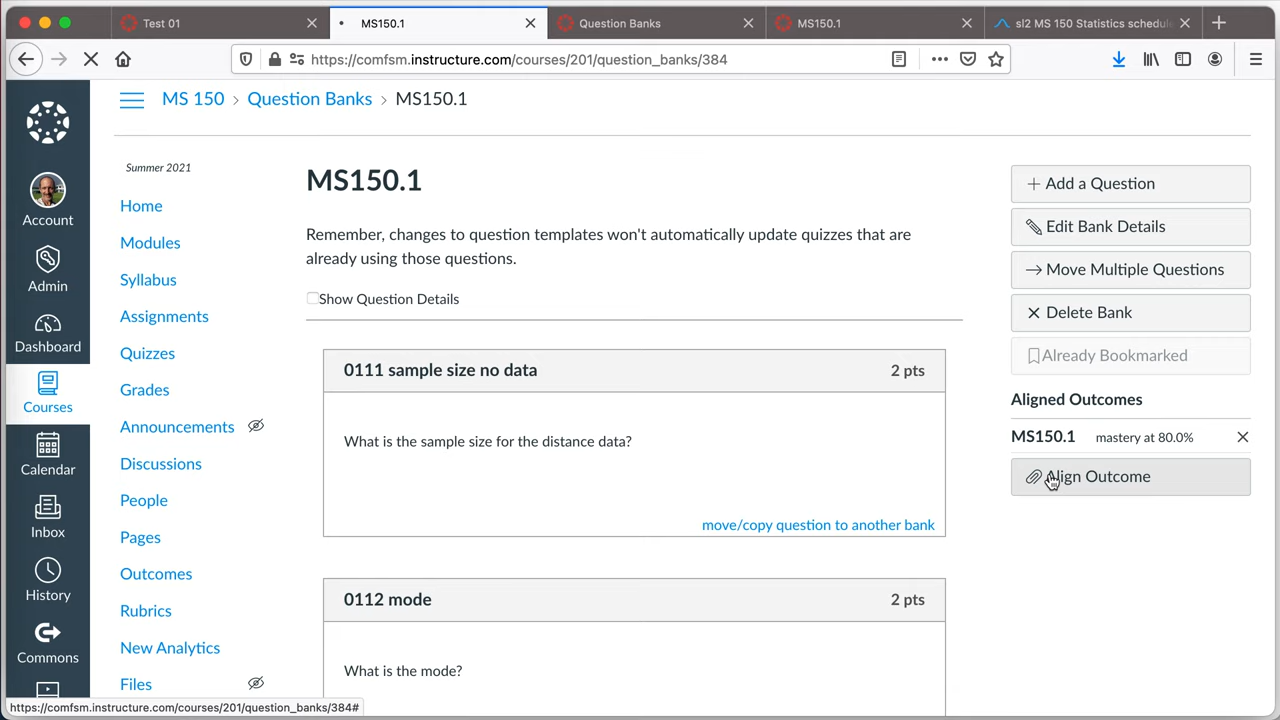 Test 01
MS150.1
Question Banks
MS150.1
sl2 MS 150 Statistics schedul
https://comfsm.instructure.com/courses/201/question_banks/384
MS 150 > Question Banks > MS150.1
Account
Admin
Dashboard
Courses
Calendar
Inbox
History
Commons
Summer 2021
Home
Modules
Syllabus
Assignments
Quizzes
Grades
Announcements
Discussions
People
Pages
Outcomes
Rubrics
New Analytics
Files
MS150.1
Remember, changes to question templates won't automatically update quizzes that are
already using those questions.
Show Question Details
0111 sample size no data 2 pts
What is the sample size for the distance data?
move/copy question to another bank
0112 mode 2 pts
What is the mode?
Add a Question
Edit Bank Details
Move Multiple Questions
Delete Bank
Already Bookmarked
Aligned Outcomes
MS150.1 mastery at 80.0%
Align Outcome
https://comfsm.instructure.com/courses/201/question_banks/384#